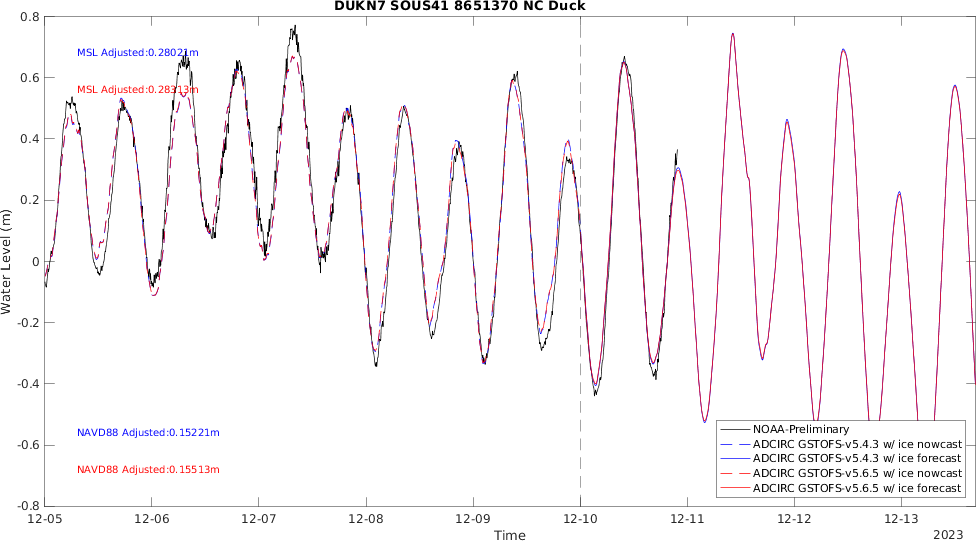 DUKN7 SOUS41 8651370 NC Duck
0.8
0.6
0.4
0.2
0
-0.2
-0.4
-0.6
-0.8
Water Level (m)
MSL Adjusted:0.28021m
MSL Adjusted:0.28313m
NAVD88 Adjusted:0.15221m
NAVD88 Adjusted:0.15513m
NOAA-Preliminary
ADCIRC GSTOFS-v5.4.3 w/ ice nowcast
ADCIRC GSTOFS-v5.4.3 w/ ice forecast
ADCIRC GSTOFS-v5.6.5 w/ ice nowcast
ADCIRC GSTOFS-v5.6.5 w/ ice forecast
12-05 12-06 12-07 12-08 12-09 12-10 12-11 12-12 12-13
Time
2023